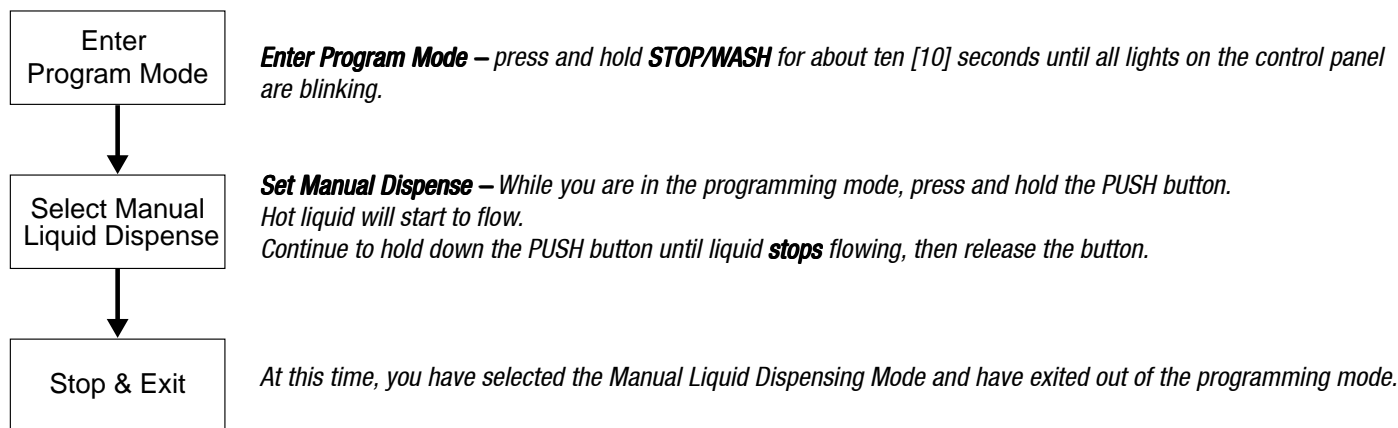 Enter
Program Mode
Enter Program Mode – press and hold STOP/WASH for about ten [10] seconds until all lights on the control panel
are blinking.
Select Manual
Liquid Dispense
Set Manual Dispense – While you are in the programming mode, press and hold the PUSH button.
Hot liquid will start to flow.
Continue to hold down the PUSH button until liquid stops flowing, then release the button.
Stop & Exit
At this time, you have selected the Manual Liquid Dispensing Mode and have exited out of the programming mode.